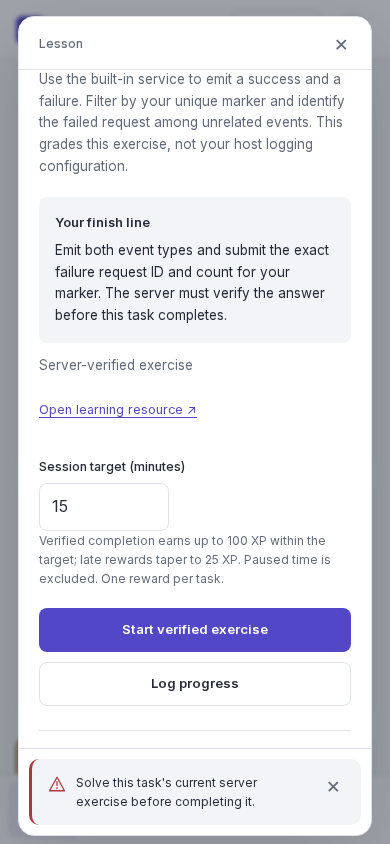 Lesson
Use the built-in service to emit a success and a
failure. Filter by your unique marker and identify
the failed request among unrelated events. This
grades this exercise, not your host logging
configuration.
Your finish line
Emit both event types and submit the exact
failure request ID and count for your
marker. The server must verify the answer
before this task completes.
Server-verified exercise
Open learning resource ↗
Session target (minutes)
15
Verified completion earns up to 100 XP within the
target; late rewards taper to 25 XP. Paused time is
excluded. One reward per task.
Start verified exercise
Log progress
Solve this task's current server
exercise before completing it.